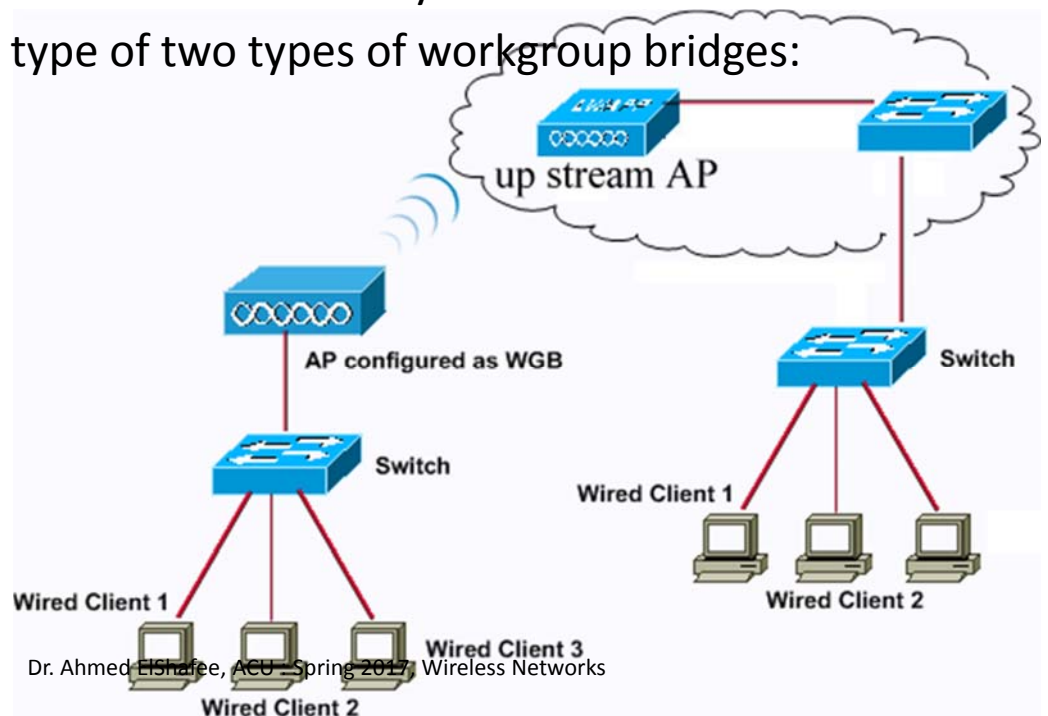 type of two types of workgroup bridges:
up stream AP
AP configured as WGB
Switch
Switch
Wired Client 1
Wired Client 2
Wired Client 1
Wired Client 3
Dr. Ahmed ElShafee, ACU : Spring 2017, Wireless Networks
Wired Client 2